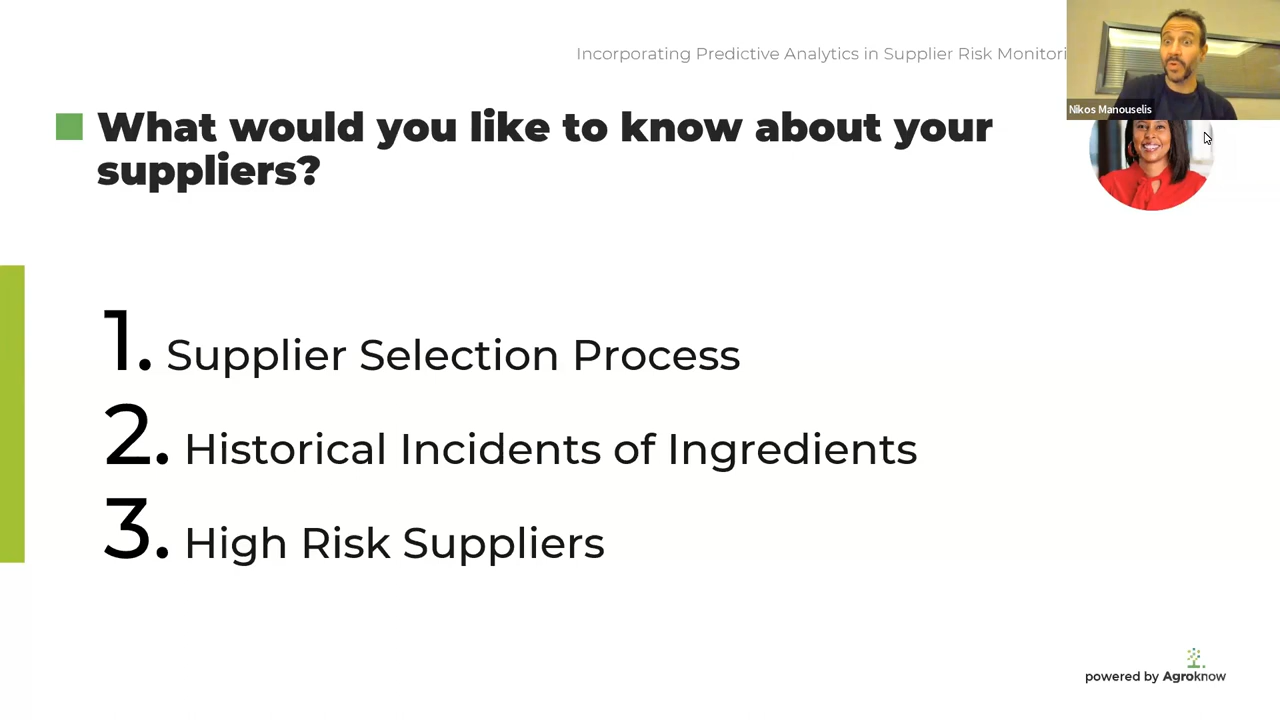 Incorporating Predictive Analytics in Supplier Risk Monitori
Nikos Manouselis
What would you like to know about your
suppliers?
1. Supplier Selection Process
2. Historical Incidents of Ingredients
3. High Risk Suppliers
powered by Agroknow